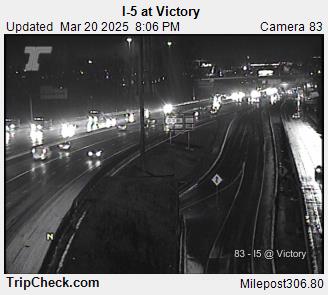 I-5 at Victory
Updated Mar 20 2025 8:06 PM Camera 83
T
N
83 - I5 @ Victory
TripCheck.com Milepost306.80